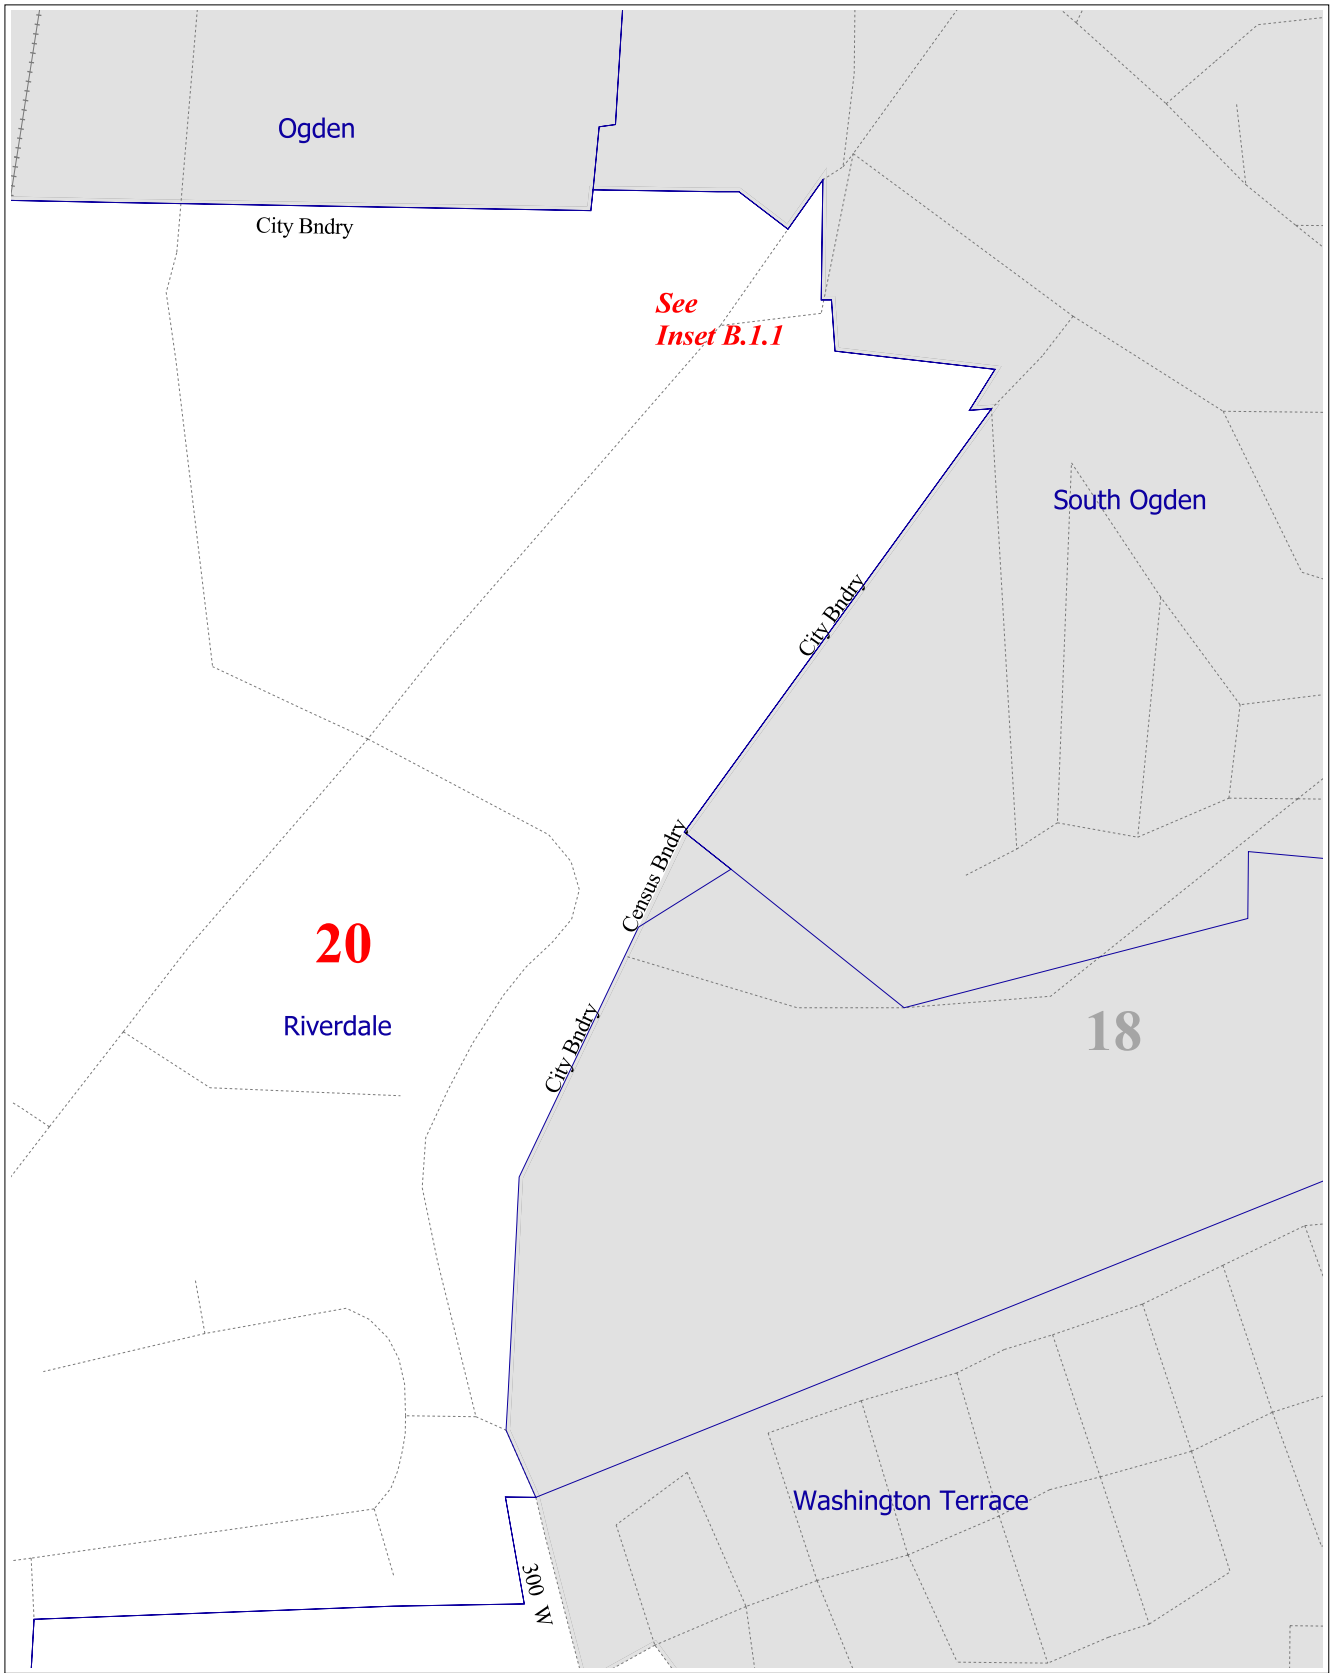 Ogden
City Bndry
See
Inset B.1.1
South Ogden
City Bndry
Census Bndry
20
Riverdale
City Bndry
18
Washington Terrace
300 W